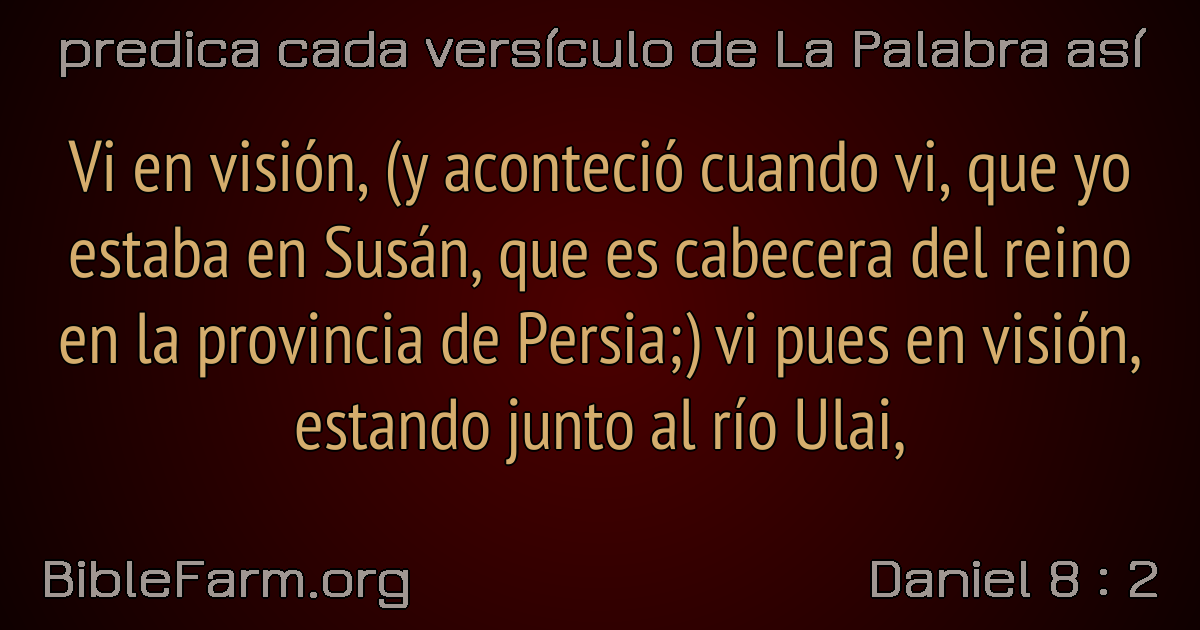 predica cada versículo de La Palabra así
Vi en visión, (y aconteció cuando vi, que yo
estaba en Susán, que es cabecera del reino
en la provincia de Persia;) vi pues en visión,
estando junto al río Ulai,
BibleFarm.org
Daniel 8 : 2